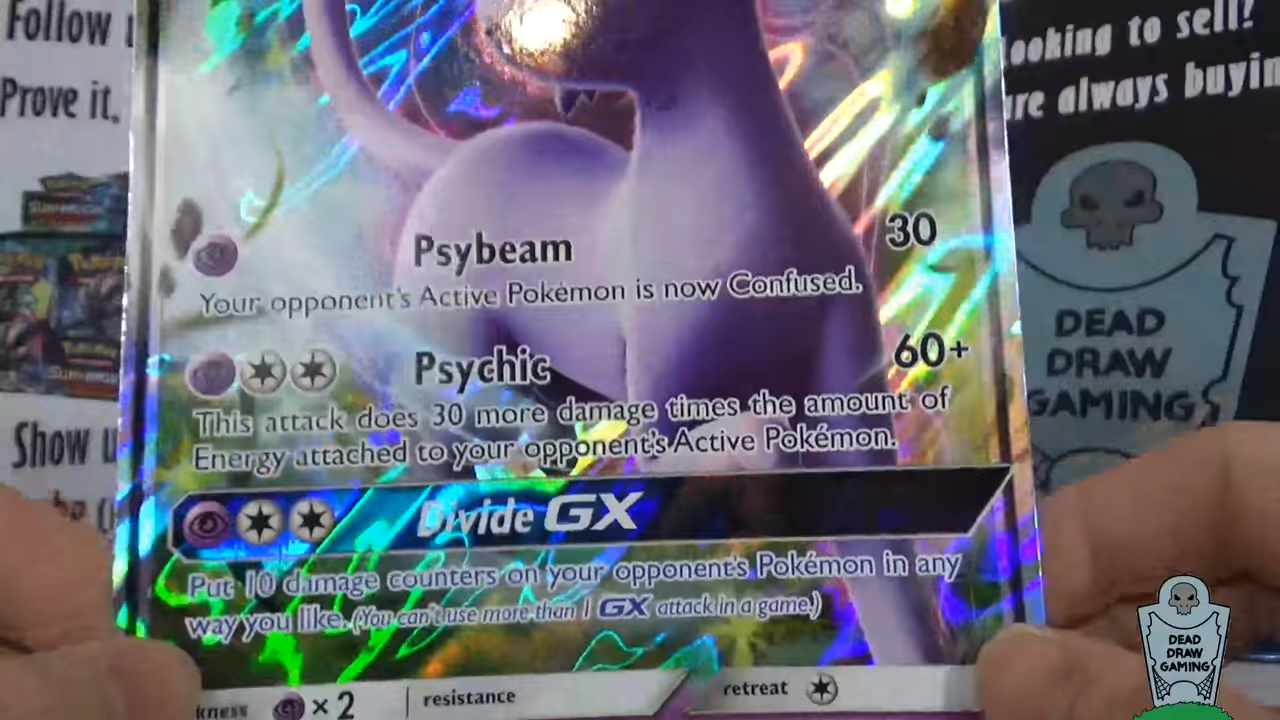 Follow
Prove it.
Show
looking to sell?
are always buyin
DEAD
DRAW
GAMING
Psybeam 30
Your opponent's Active Pokémon is now Confused.
Psychic 60+
This attack does 30 more damage times the amount of
Energy attached to your opponent's Active Pokémon.
Divide GX
Put 10 damage counters on your opponent's Pokémon in any
way you like. (You can't use more than 1 GX attack in a game.)
kness ×2 resistance retreat
DEAD
DRAW
GAMING